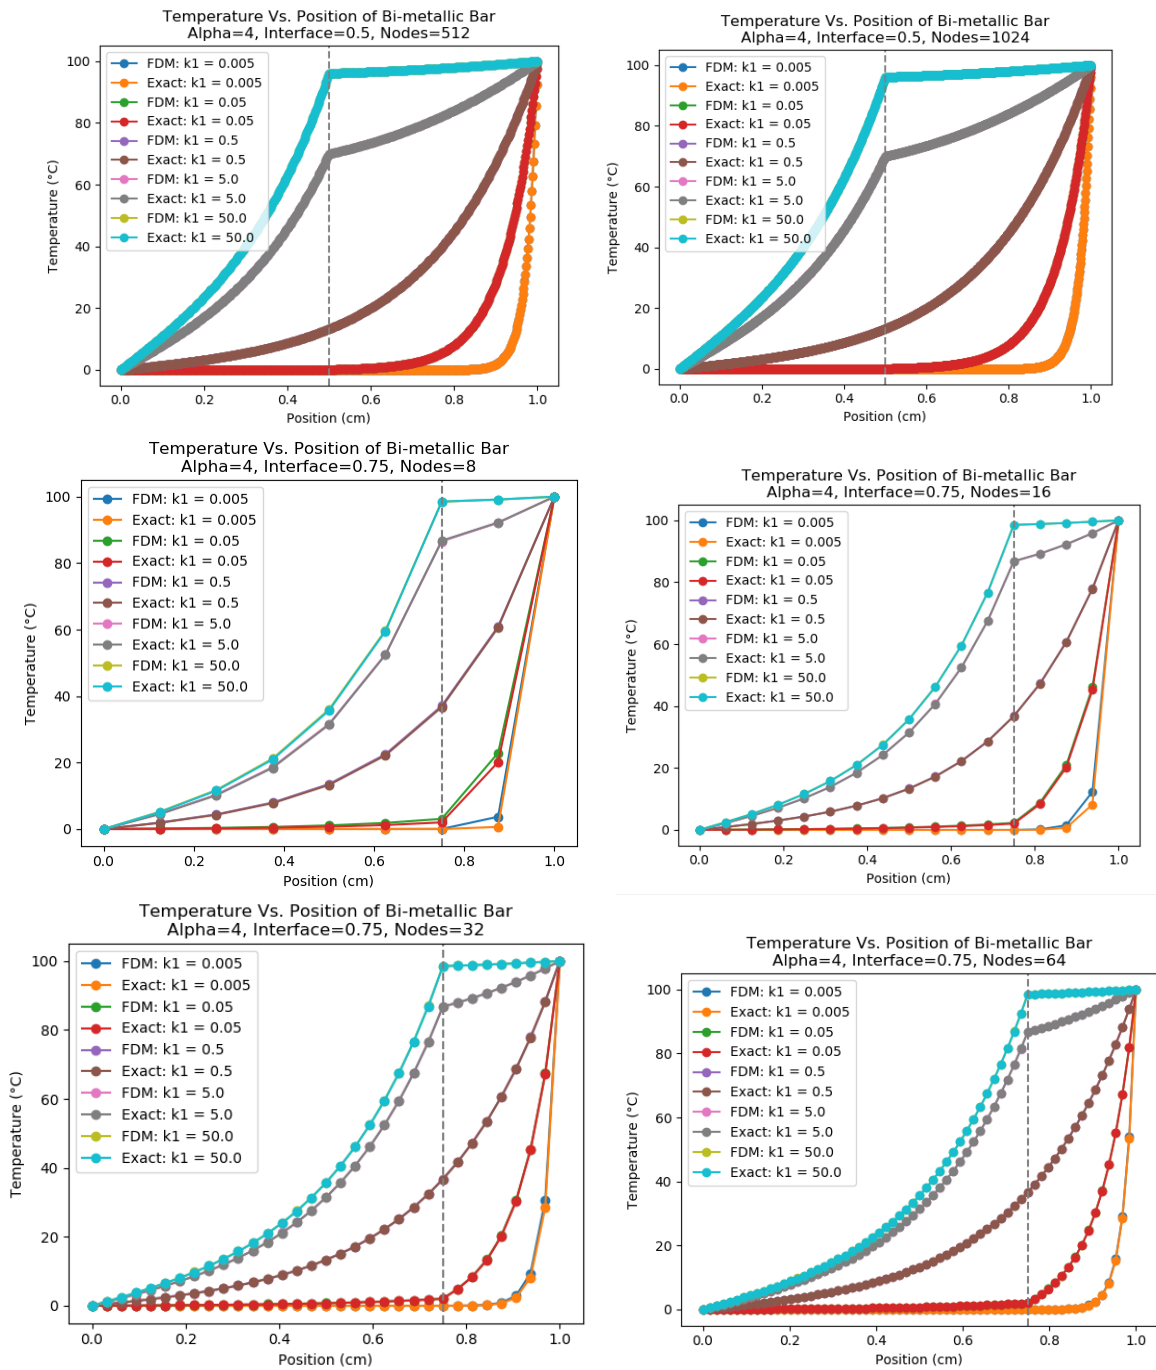 Temperature Vs. Position of Bi-metallic Bar
Alpha=4, Interface=0.5, Nodes=512
100
80
60
40
20
0
Temperature (°C)
FDM: k1 = 0.005
Exact: k1 = 0.005
FDM: k1 = 0.05
Exact: k1 = 0.05
FDM: k1 = 0.5
Exact: k1 = 0.5
FDM: k1 = 5.0
Exact: k1 = 5.0
FDM: k1 = 50.0
Exact: k1 = 50.0
0.0 0.2 0.4 0.6 0.8 1.0
Position (cm)
Temperature Vs. Position of Bi-metallic Bar
Alpha=4, Interface=0.5, Nodes=1024
100
80
60
40
20
0
Temperature (°C)
FDM: k1 = 0.005
Exact: k1 = 0.005
FDM: k1 = 0.05
Exact: k1 = 0.05
FDM: k1 = 0.5
Exact: k1 = 0.5
FDM: k1 = 5.0
Exact: k1 = 5.0
FDM: k1 = 50.0
Exact: k1 = 50.0
0.0 0.2 0.4 0.6 0.8 1.0
Position (cm)
Temperature Vs. Position of Bi-metallic Bar
Alpha=4, Interface=0.75, Nodes=8
100
80
60
40
20
0
Temperature (°C)
FDM: k1 = 0.005
Exact: k1 = 0.005
FDM: k1 = 0.05
Exact: k1 = 0.05
FDM: k1 = 0.5
Exact: k1 = 0.5
FDM: k1 = 5.0
Exact: k1 = 5.0
FDM: k1 = 50.0
Exact: k1 = 50.0
0.0 0.2 0.4 0.6 0.8 1.0
Position (cm)
Temperature Vs. Position of Bi-metallic Bar
Alpha=4, Interface=0.75, Nodes=16
100
80
60
40
20
0
Temperature (°C)
FDM: k1 = 0.005
Exact: k1 = 0.005
FDM: k1 = 0.05
Exact: k1 = 0.05
FDM: k1 = 0.5
Exact: k1 = 0.5
FDM: k1 = 5.0
Exact: k1 = 5.0
FDM: k1 = 50.0
Exact: k1 = 50.0
0.0 0.2 0.4 0.6 0.8 1.0
Position (cm)
Temperature Vs. Position of Bi-metallic Bar
Alpha=4, Interface=0.75, Nodes=32
100
80
60
40
20
0
Temperature (°C)
FDM: k1 = 0.005
Exact: k1 = 0.005
FDM: k1 = 0.05
Exact: k1 = 0.05
FDM: k1 = 0.5
Exact: k1 = 0.5
FDM: k1 = 5.0
Exact: k1 = 5.0
FDM: k1 = 50.0
Exact: k1 = 50.0
0.0 0.2 0.4 0.6 0.8 1.0
Position (cm)
Temperature Vs. Position of Bi-metallic Bar
Alpha=4, Interface=0.75, Nodes=64
100
80
60
40
20
0
Temperature (°C)
FDM: k1 = 0.005
Exact: k1 = 0.005
FDM: k1 = 0.05
Exact: k1 = 0.05
FDM: k1 = 0.5
Exact: k1 = 0.5
FDM: k1 = 5.0
Exact: k1 = 5.0
FDM: k1 = 50.0
Exact: k1 = 50.0
0.0 0.2 0.4 0.6 0.8 1.0
Position (cm)